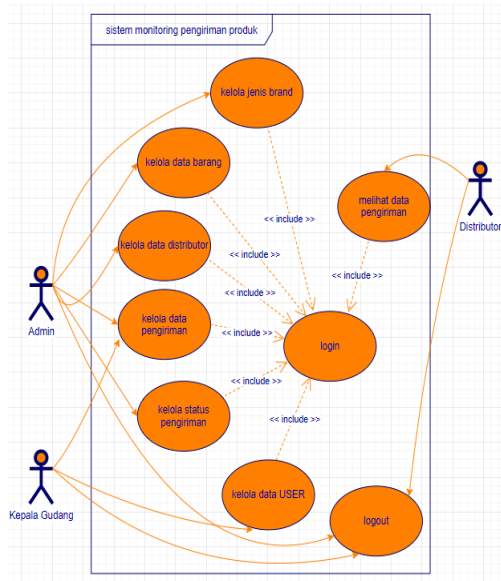 sistem monitoring pengiriman produk
kelola jenis brand
kelola data barang
melihat data
pengiriman
<< include >>
Distributor
kelola data distributor
<< include >>
<< include >>
Admin
kelola data
pengiriman
<< include >>
login
<< include >>
kelola status
pengiriman
<< include >>
Kepala Gudang
kelola data USER
logout